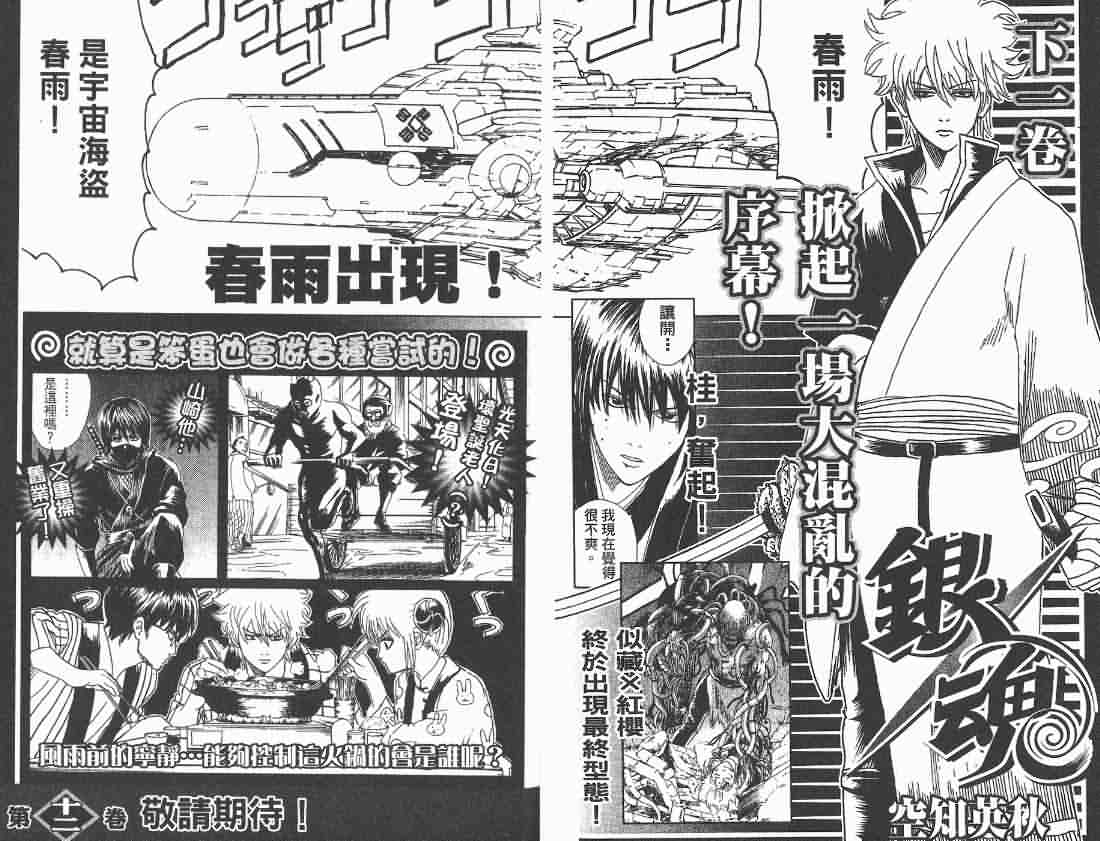 下一卷
掀起一場大混亂的
序幕！
春雨！
是宇宙海盜
春雨！
春雨出現！
讓開…
桂，奮起！
我現在覺得
很不爽。
似藏×紅櫻
終於出現最終型態！
銀魂
空知英秋
就算是笨蛋也會做各種嘗試的！
光天化日！
復聖誕老人？
登場！
(？)
山崎他？
………
是這裡嗎？
又重操
舊業了！
風雨前的寧靜…能夠控制這火鍋的會是誰呢？
第十二卷 敬請期待！